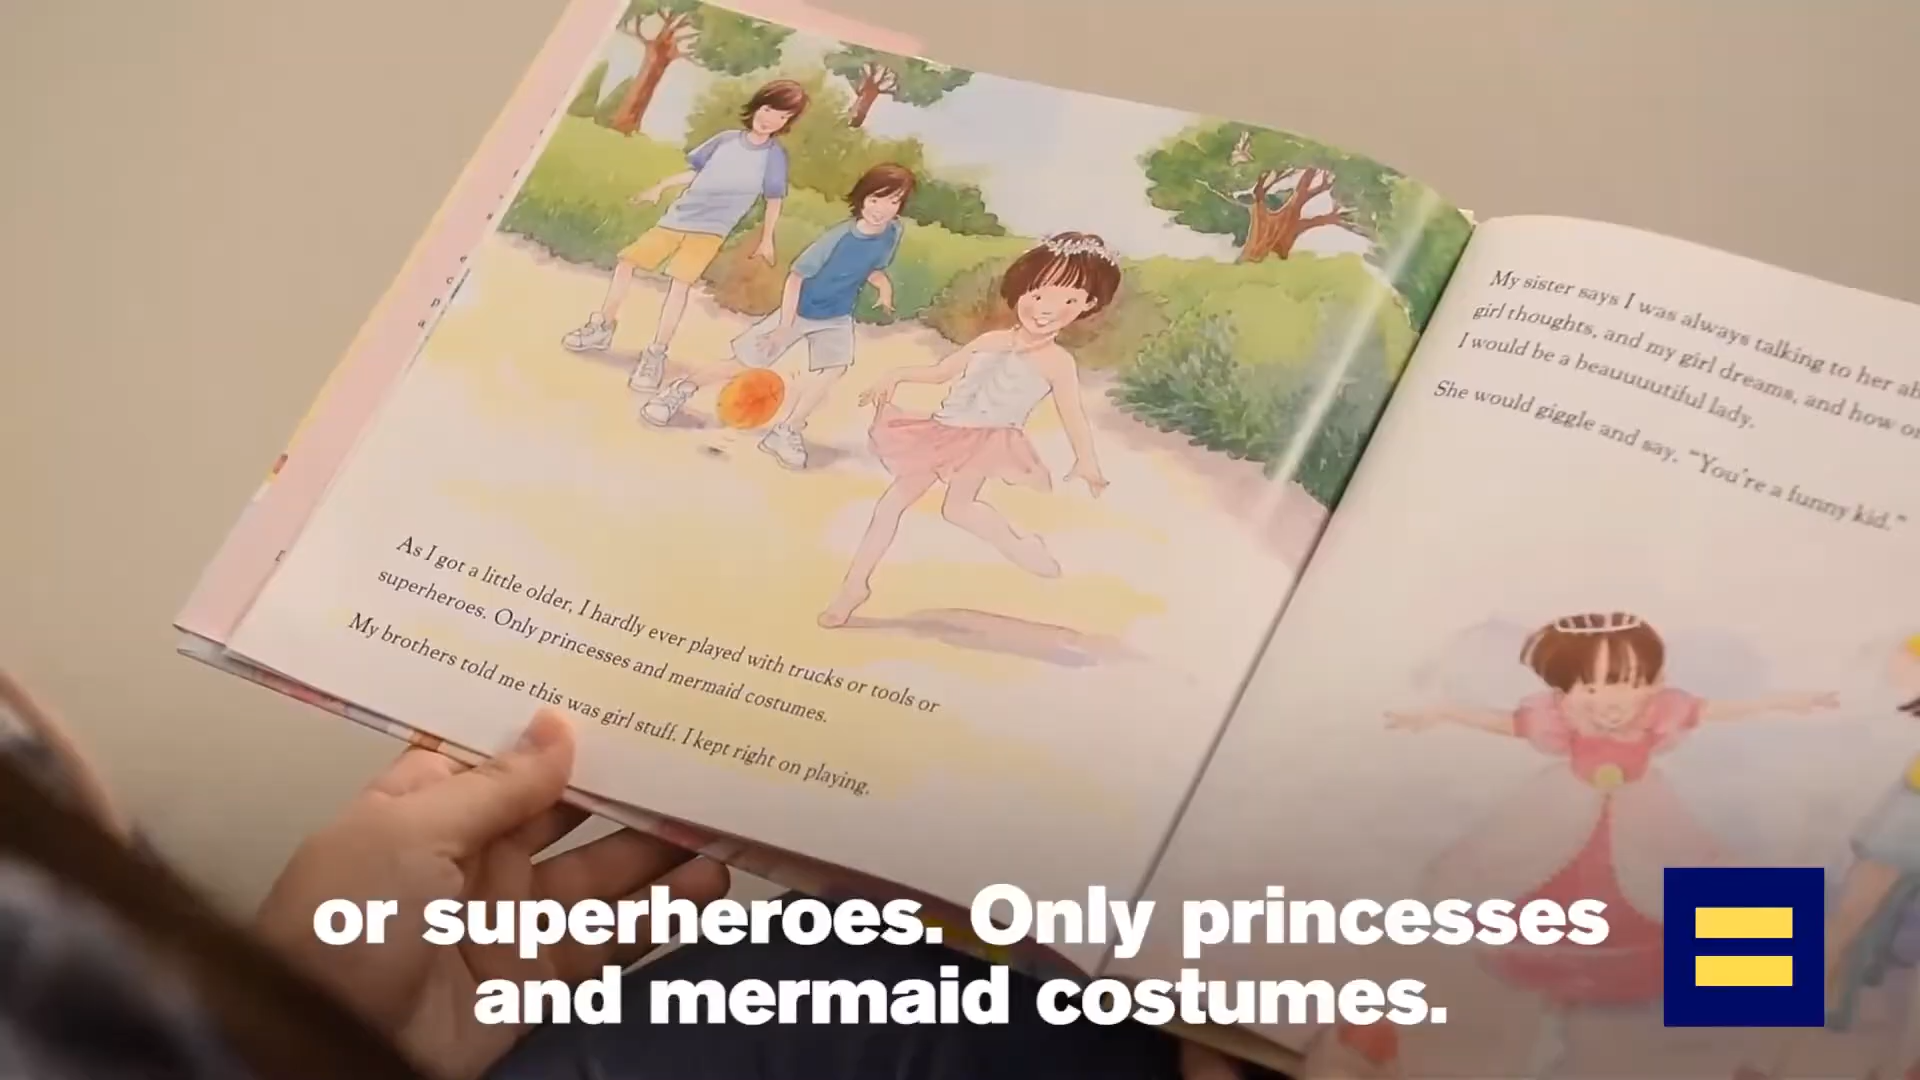 As I got a little older, I hardly ever played with trucks or tools or
superheroes. Only princesses and mermaid costumes.
My brothers told me this was girl stuff. I kept right on playing.
My sister says I was always talking to her ab
girl thoughts, and my girl dreams, and how
I would be a beauuuutiful lady.
She would giggle and say, "You're a funny kid."
or superheroes. Only princesses
and mermaid costumes.